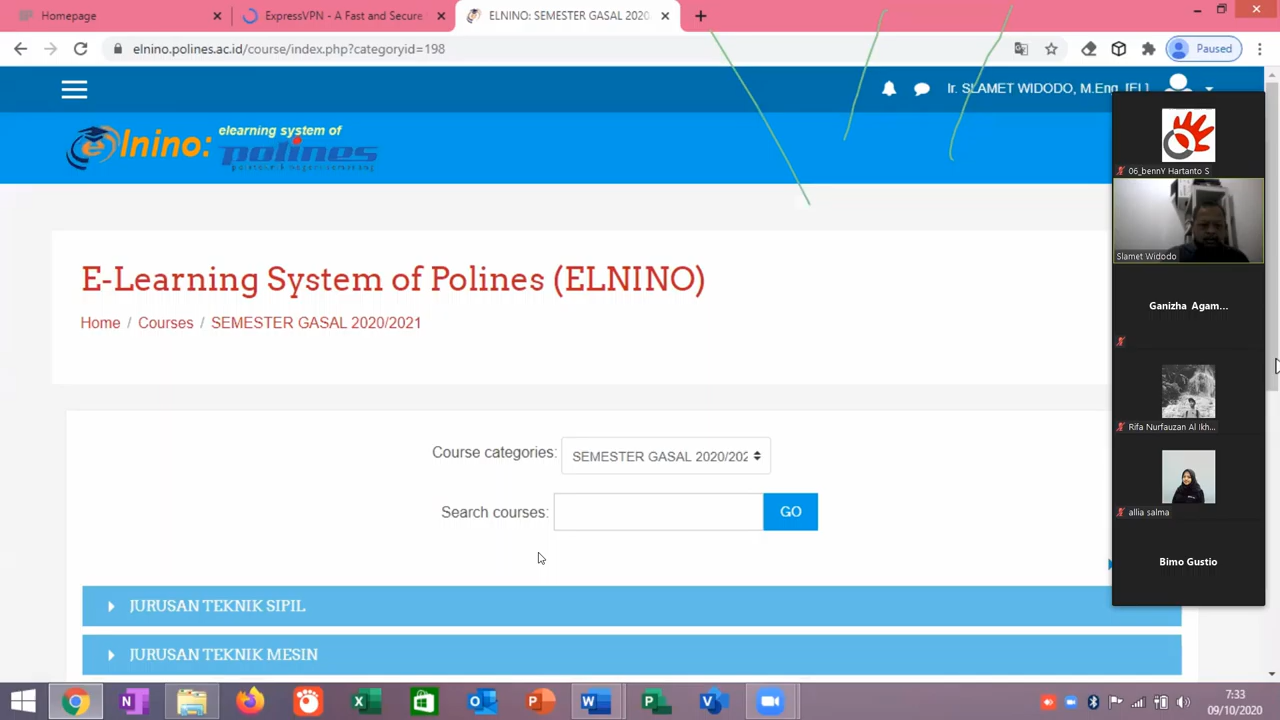 Homepage
ExpressVPN - A Fast and Secure
ELNINO: SEMESTER GASAL 2020
elnino.polines.ac.id/course/index.php?categoryid=198
Paused
Ir. SLAMET WIDODO, M.Eng. [EL]
elnino:
elearning system of
polines
E-Learning System of Polines (ELNINO)
Home / Courses / SEMESTER GASAL 2020/2021
Course categories:
SEMESTER GASAL 2020/202
Search courses:
GO
JURUSAN TEKNIK SIPIL
JURUSAN TEKNIK MESIN
06_bennY Hartanto S
Slamet Widodo
Ganizha Agam...
Rifa Nurfauzan Al Ikh...
allia salma
Bimo Gustio
7:33
09/10/2020